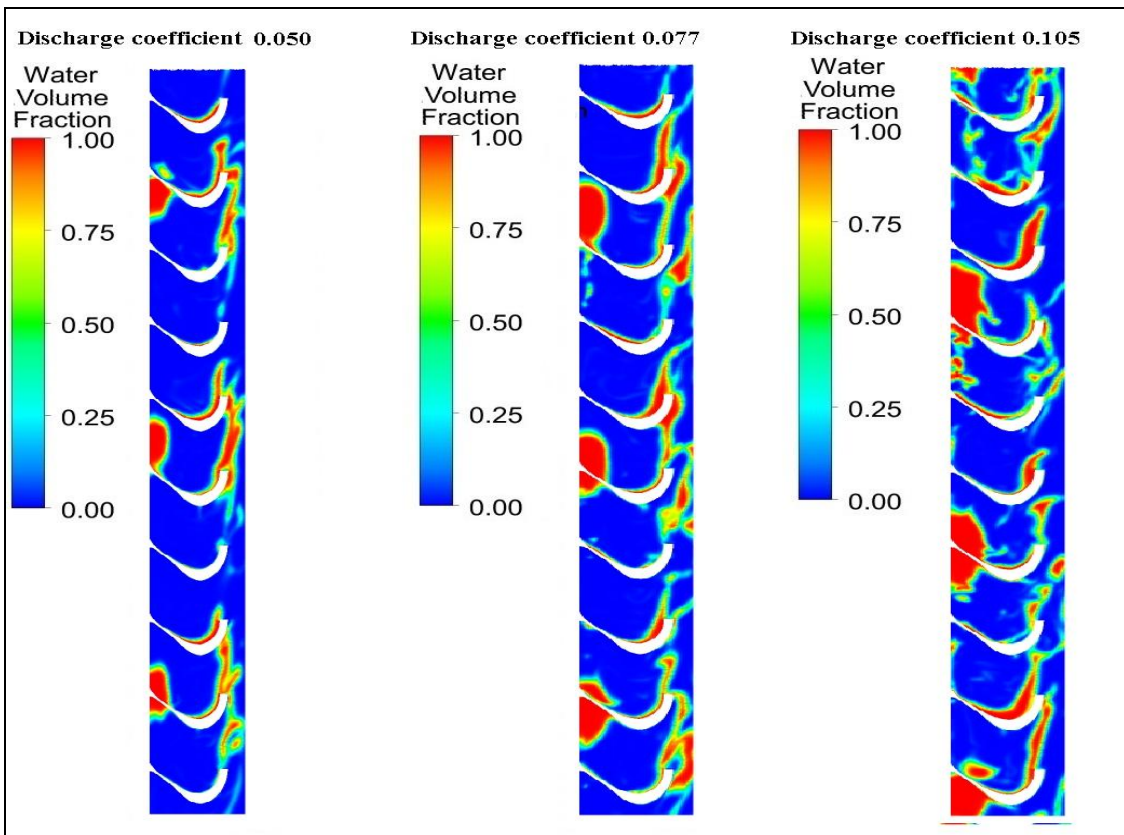 Discharge coefficient 0.050
Water
Volume
Fraction
1.00
0.75
0.50
0.25
0.00
Discharge coefficient 0.077
Water
Volume
Fraction
1.00
0.75
0.50
0.25
0.00
Discharge coefficient 0.105
Water
Volume
Fraction
1.00
0.75
0.50
0.25
0.00